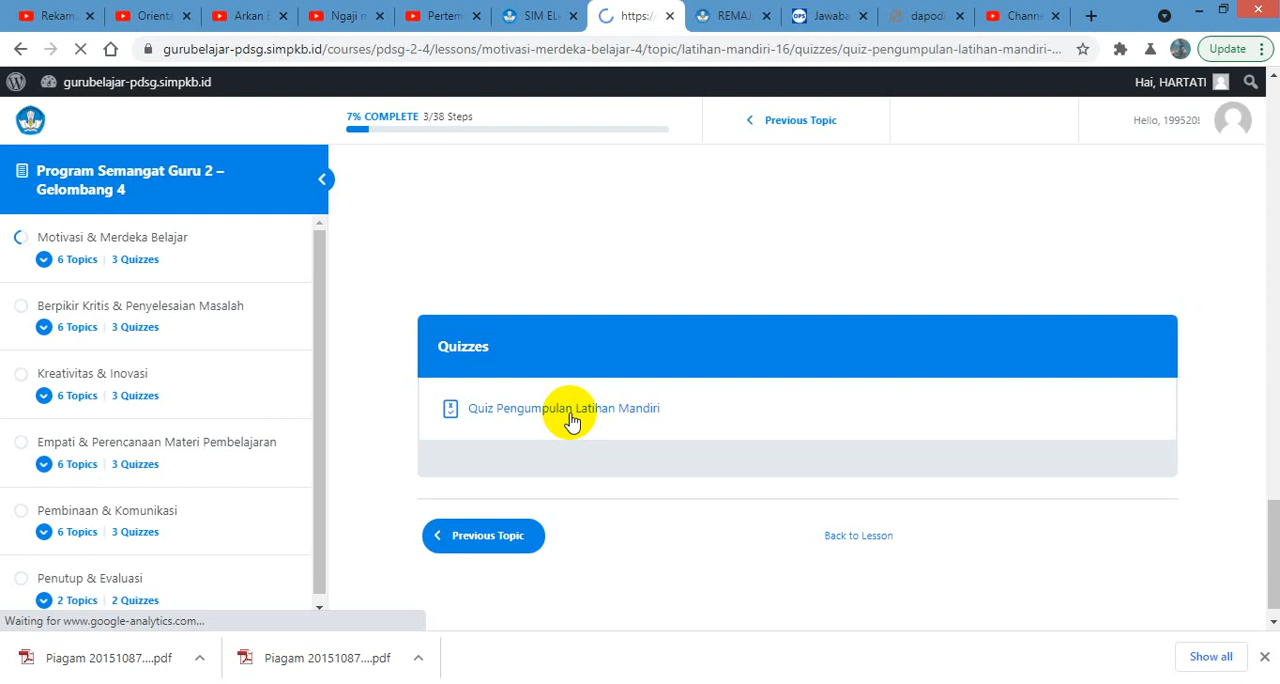 Rekam
Orient
Arkan
Ngaji
Pertem
SIM
https:/
REMAJ
Jawab
dapodi
Chann
gurubelajar-pdsg.simpkb.id/courses/pdsg-2-4/lessons/motivasi-merdeka-belajar-4/topic/latihan-mandiri-16/quizzes/quiz-pengumpulan-latihan-mandiri-...
Update
gurubelajar-pdsg.simpkb.id
Hai, HARTATI
7% COMPLETE 3/38 Steps
Previous Topic
Hello, 199520!
Program Semangat Guru 2 –
Gelombang 4
Motivasi & Merdeka Belajar
6 Topics | 3 Quizzes
Berpikir Kritis & Penyelesaian Masalah
6 Topics | 3 Quizzes
Kreativitas & Inovasi
6 Topics | 3 Quizzes
Empati & Perencanaan Materi Pembelajaran
6 Topics | 3 Quizzes
Pembinaan & Komunikasi
6 Topics | 3 Quizzes
Penutup & Evaluasi
2 Topics | 2 Quizzes
Quizzes
Quiz Pengumpulan Latihan Mandiri
Previous Topic
Back to Lesson
Waiting for www.google-analytics.com...
Piagam 20151087....pdf
Piagam 20151087....pdf
Show all